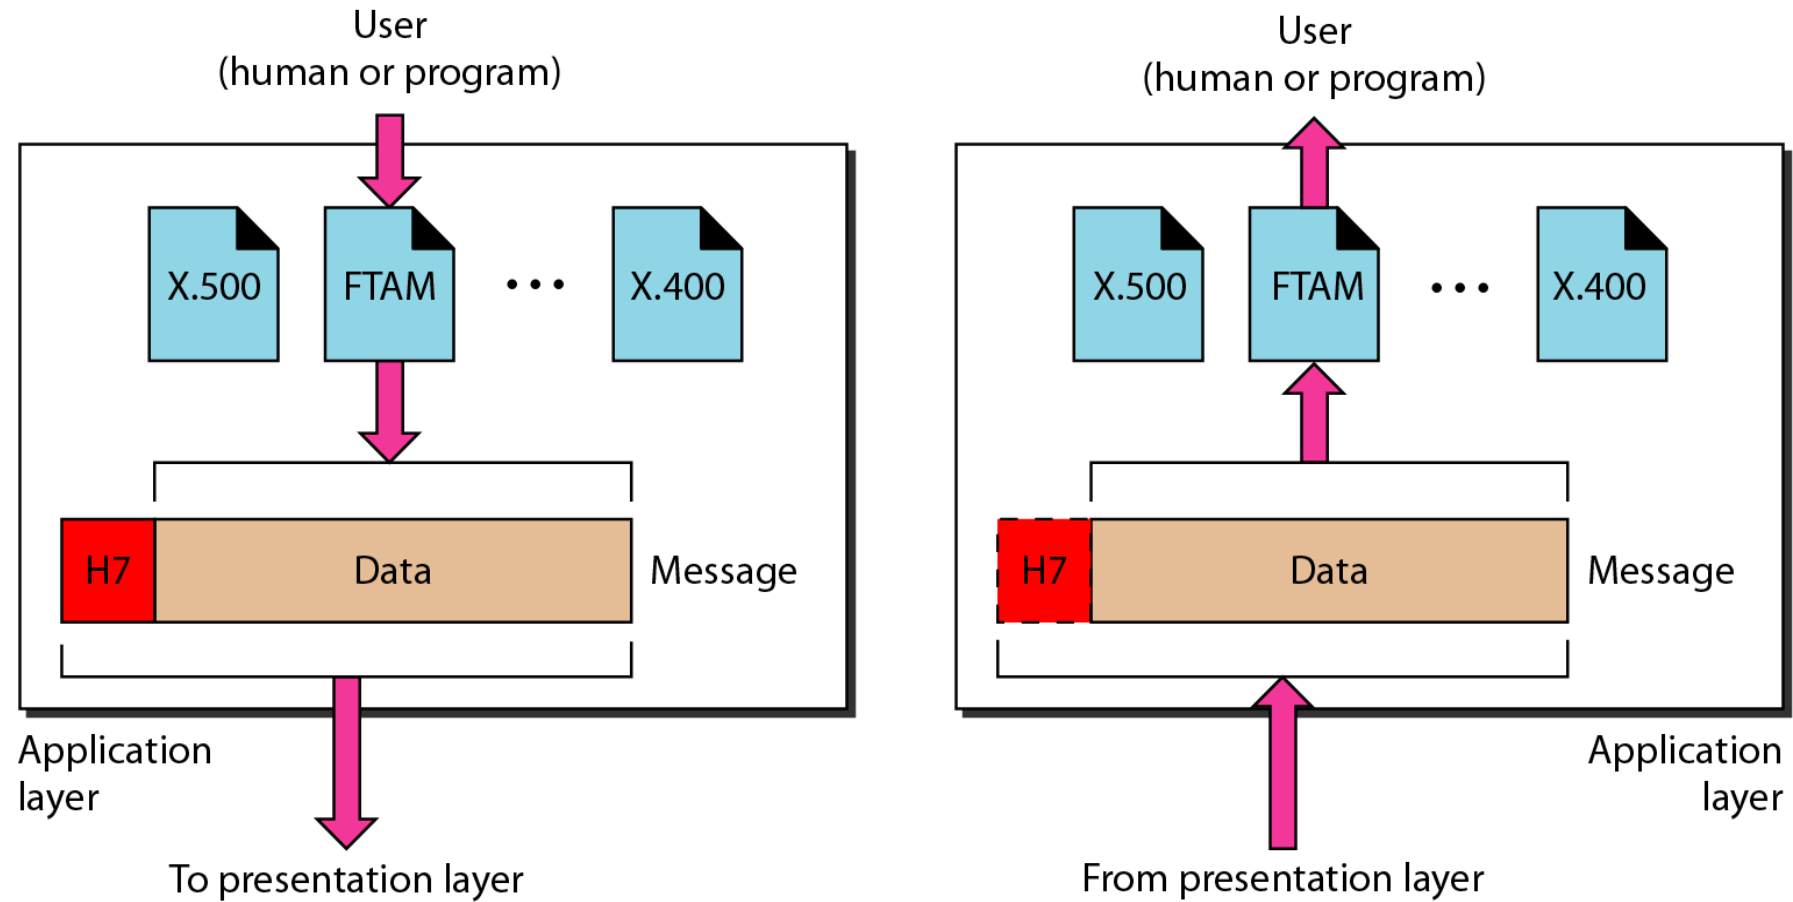 User
(human or program)
X.500
FTAM
...
X.400
H7
Data
Message
Application
layer
To presentation layer
User
(human or program)
X.500
FTAM
...
X.400
H7
Data
Message
Application
layer
From presentation layer